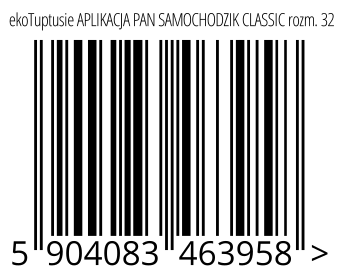 ekoTuptusie APLIKACJA PAN SAMOCHODZIK CLASSIC rozm. 32
5 904083 463958 >